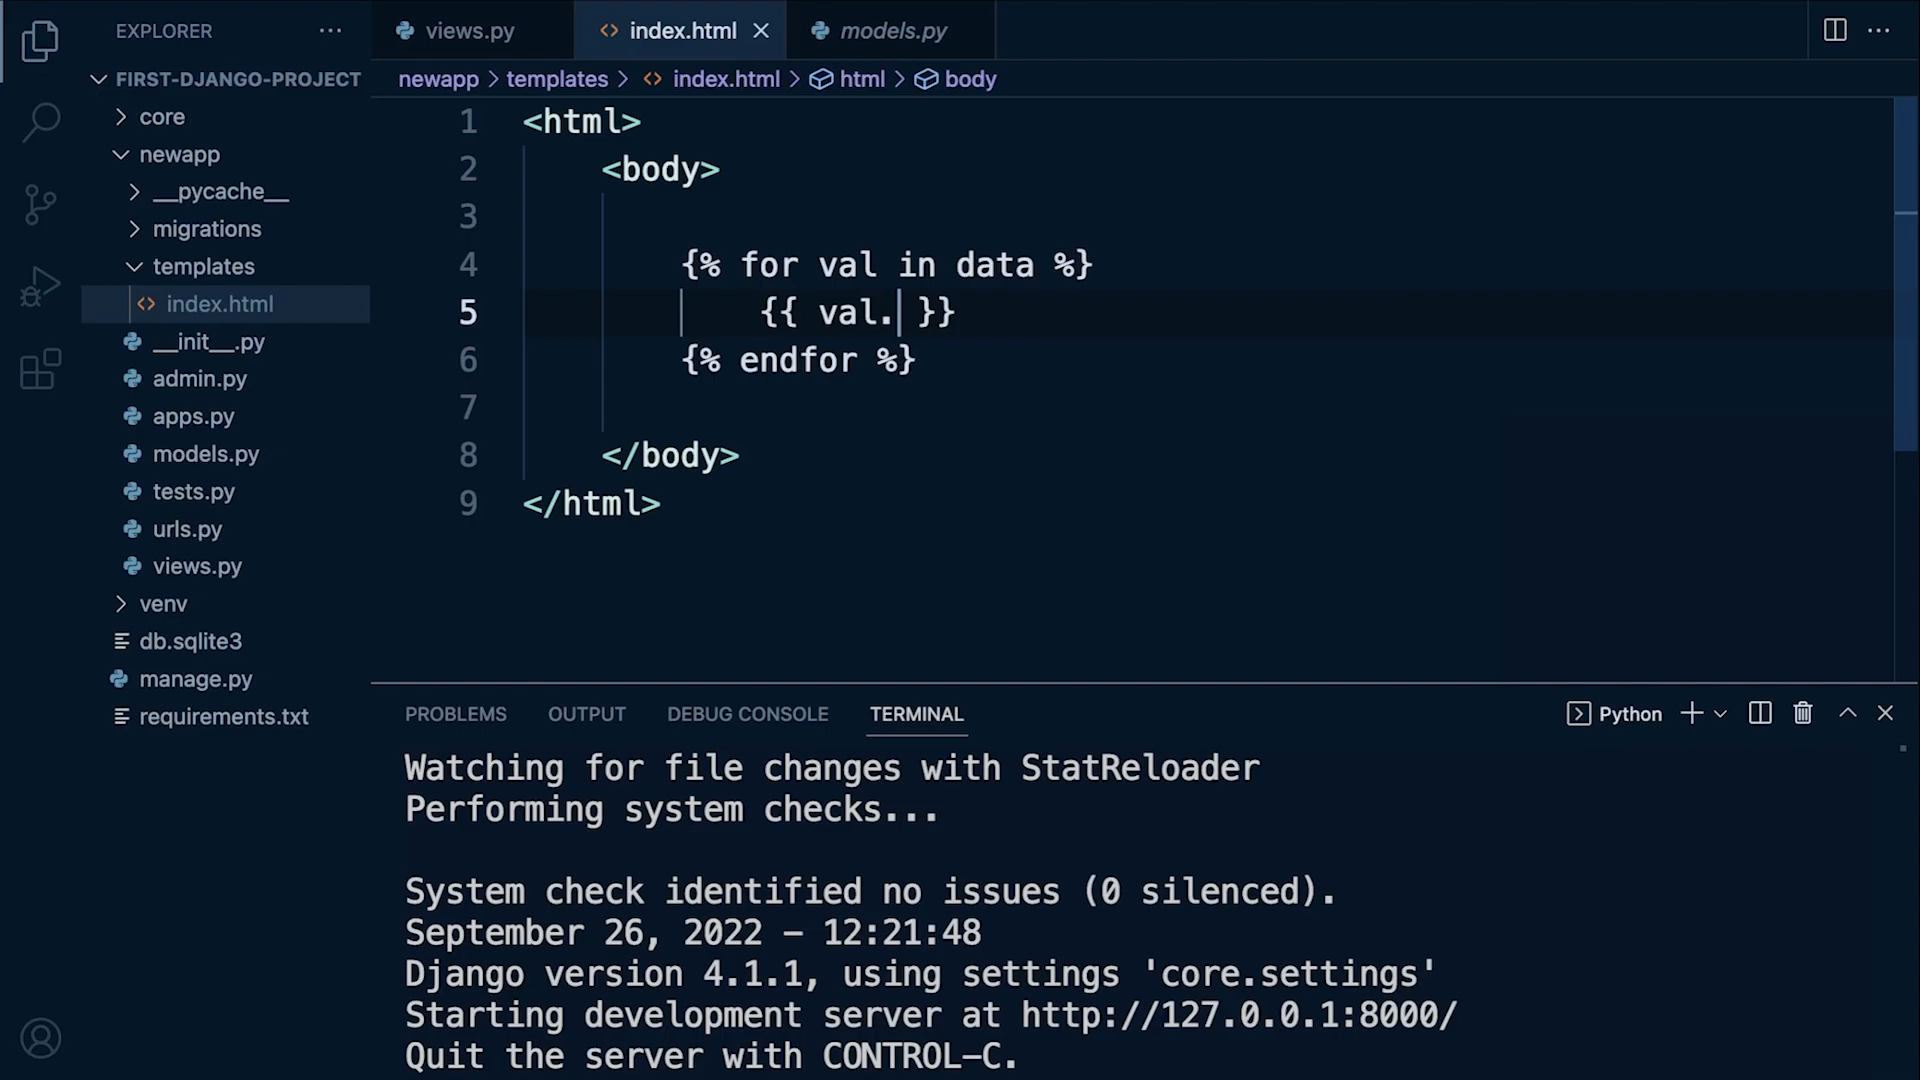 EXPLORER
FIRST-DJANGO-PROJECT
core
newapp
__pycache__
migrations
templates
index.html
__init__.py
admin.py
apps.py
models.py
tests.py
urls.py
views.py
venv
db.sqlite3
manage.py
requirements.txt
views.py index.html models.py
newapp > templates > index.html > html > body
1 <html>
2 <body>
3
4 {% for val in data %}
5 {{ val. }}
6 {% endfor %}
7
8 </body>
9 </html>
PROBLEMS OUTPUT DEBUG CONSOLE TERMINAL Python
Watching for file changes with StatReloader
Performing system checks...
System check identified no issues (0 silenced).
September 26, 2022 - 12:21:48
Django version 4.1.1, using settings 'core.settings'
Starting development server at http://127.0.0.1:8000/
Quit the server with CONTROL-C.